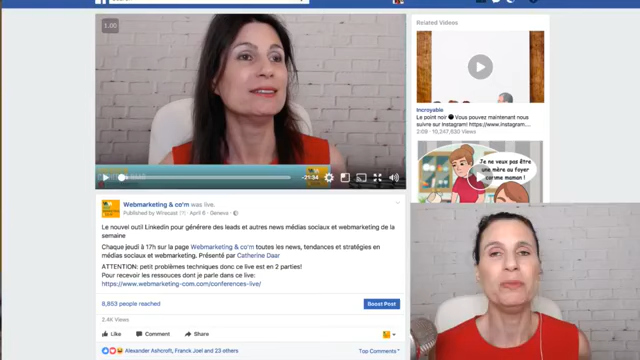 1.00
-21:34
Webmarketing & co'm was live.
Published by Wirecast · April 6 · Geneva ·
Le nouvel outil Linkedin pour générere des leads et autres news médias sociaux et webmarketing de la
semaine
Chaque jeudi à 17h sur la page Webmarketing & co'm toutes les news, tendances et stratégies en
médias sociaux et webmarketing. Présenté par Catherine Daar
ATTENTION: petit problèmes techniques donc ce live est en 2 parties!
Pour recevoir les ressouces dont je parle dans ce live:
https://www.webmarketing-com.com/conferences-live/
8,853 people reached
Boost Post
2.4K Views
Like
Comment
Share
Alexander Ashcroft, Franck Joel and 23 others
Top Comments
Related Videos
Incroyable
Le point noir Vous pouvez maintenant
nous suivre sur Instagram! https://www.instagram…
2:09 · 10,247,930 Views
Je ne veux pas être
une mère au foyer
comme maman !